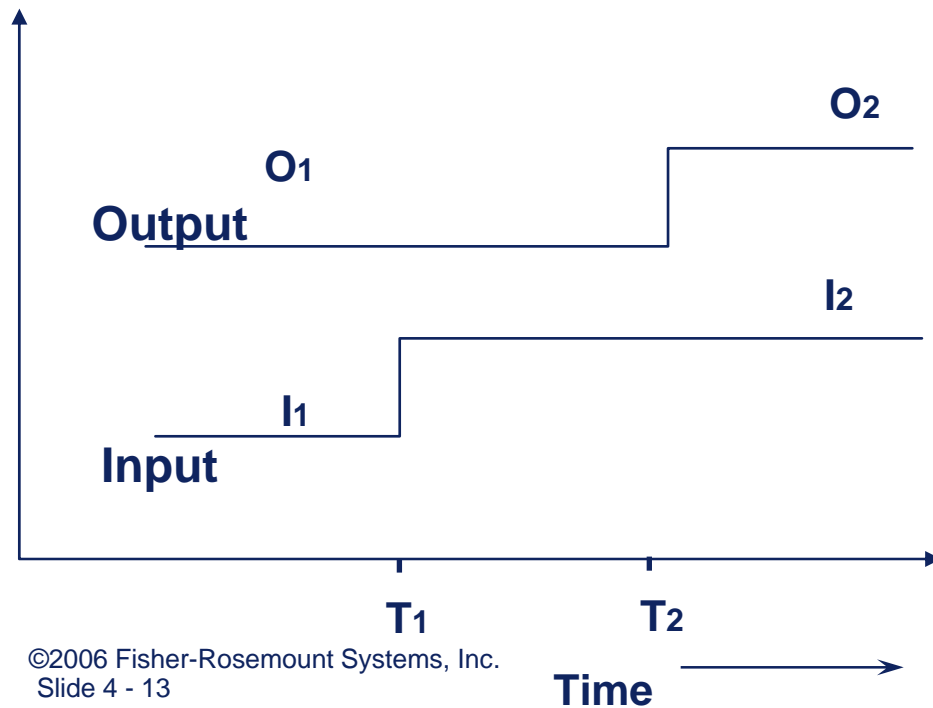 O2
O1
Output
I2
I1
Input
T1 T2
©2006 Fisher-Rosemount Systems, Inc.
Slide 4 - 13
Time